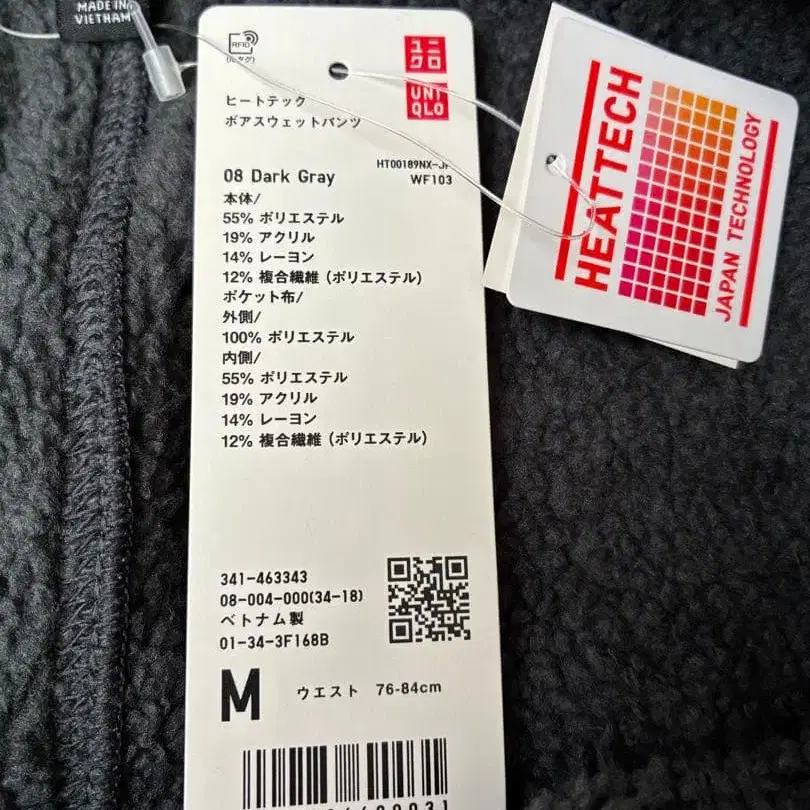 MADE IN
VIETNAM
RFID
ユニ
クロ
UNI
QLO
ヒートテック
ボアスウェットパンツ
08 Dark Gray
WF103
本体/
55% ポリエステル
19% アクリル
14% レーヨン
12% 複合繊維 (ポリエステル)
ポケット布/
外側/
100% ポリエステル
内側/
55% ポリエステル
19% アクリル
14% レーヨン
12% 複合繊維 (ポリエステル)
341-463343
08-004-000(34-18)
ベトナム製
01-34-3F168B
M ウエスト 76-84cm
HEATTECH
JAPAN TECHNOLOGY